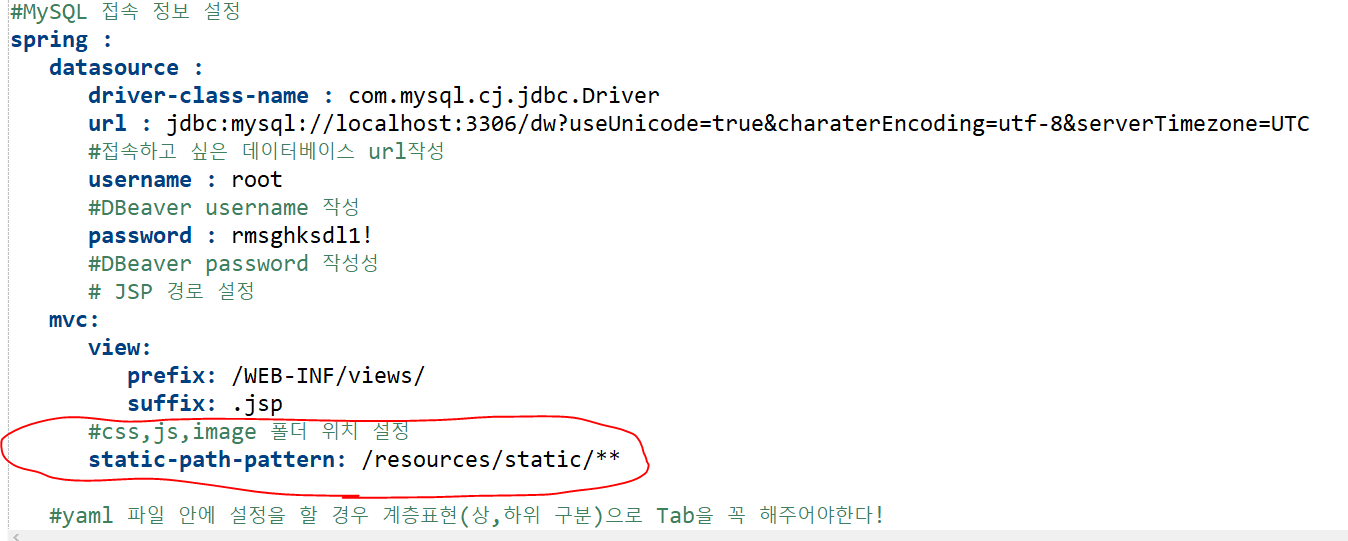 #MySQL 접속 정보 설정
spring :
datasource :
driver-class-name : com.mysql.cj.jdbc.Driver
url : jdbc:mysql://localhost:3306/dw?useUnicode=true&charaterEncoding=utf-8&serverTimezone=UTC
#접속하고 싶은 데이터베이스 url작성
username : root
#DBeaver username 작성
password : rmsghksdl1!
#DBeaver password 작성성
# JSP 경로 설정
mvc:
view:
prefix: /WEB-INF/views/
suffix: .jsp
#css,js,image 폴더 위치 설정
static-path-pattern: /resources/static/**
#yaml 파일 안에 설정을 할 경우 계층표현(상,하위 구분)으로 Tab을 꼭 해주어야한다!